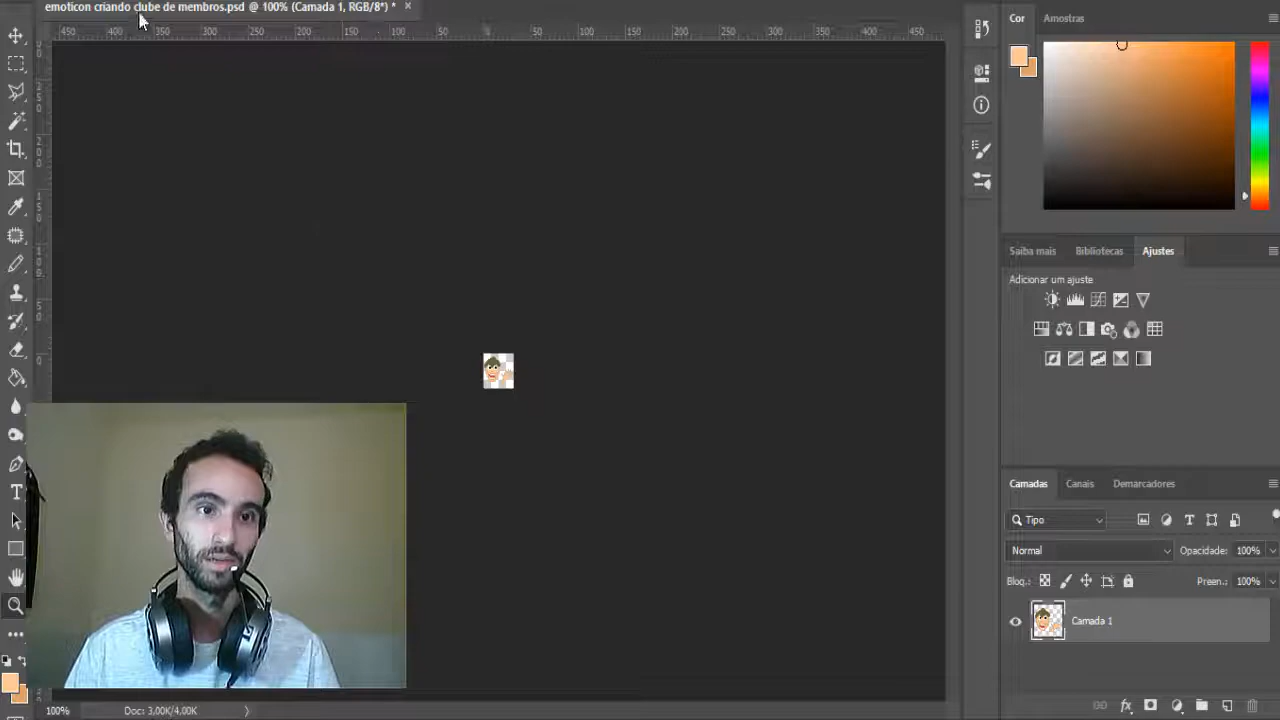 emoticon criando clube de membros.psd @ 100% (Camada 1, RGB/8*) * ×
Cor Amostras
450 400 350 300 250 200 150 100 50 0 50 100 150 200 250 300 350 400 450
Saiba mais Bibliotecas Ajustes
Adicionar um ajuste
Camadas Canais Demarcadores
Tipo
Normal Opacidade: 100%
Bloq.: Preen.: 100%
Camada 1
100% Doc: 3,00K/4,00K